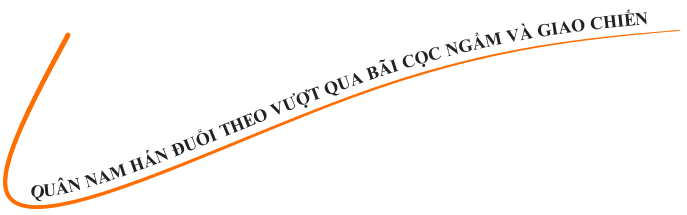 QUÂN NAM HÁN ĐUỔI THEO VƯỢT QUA BÃI CỌC NGẦM VÀ GIAO CHIẾN